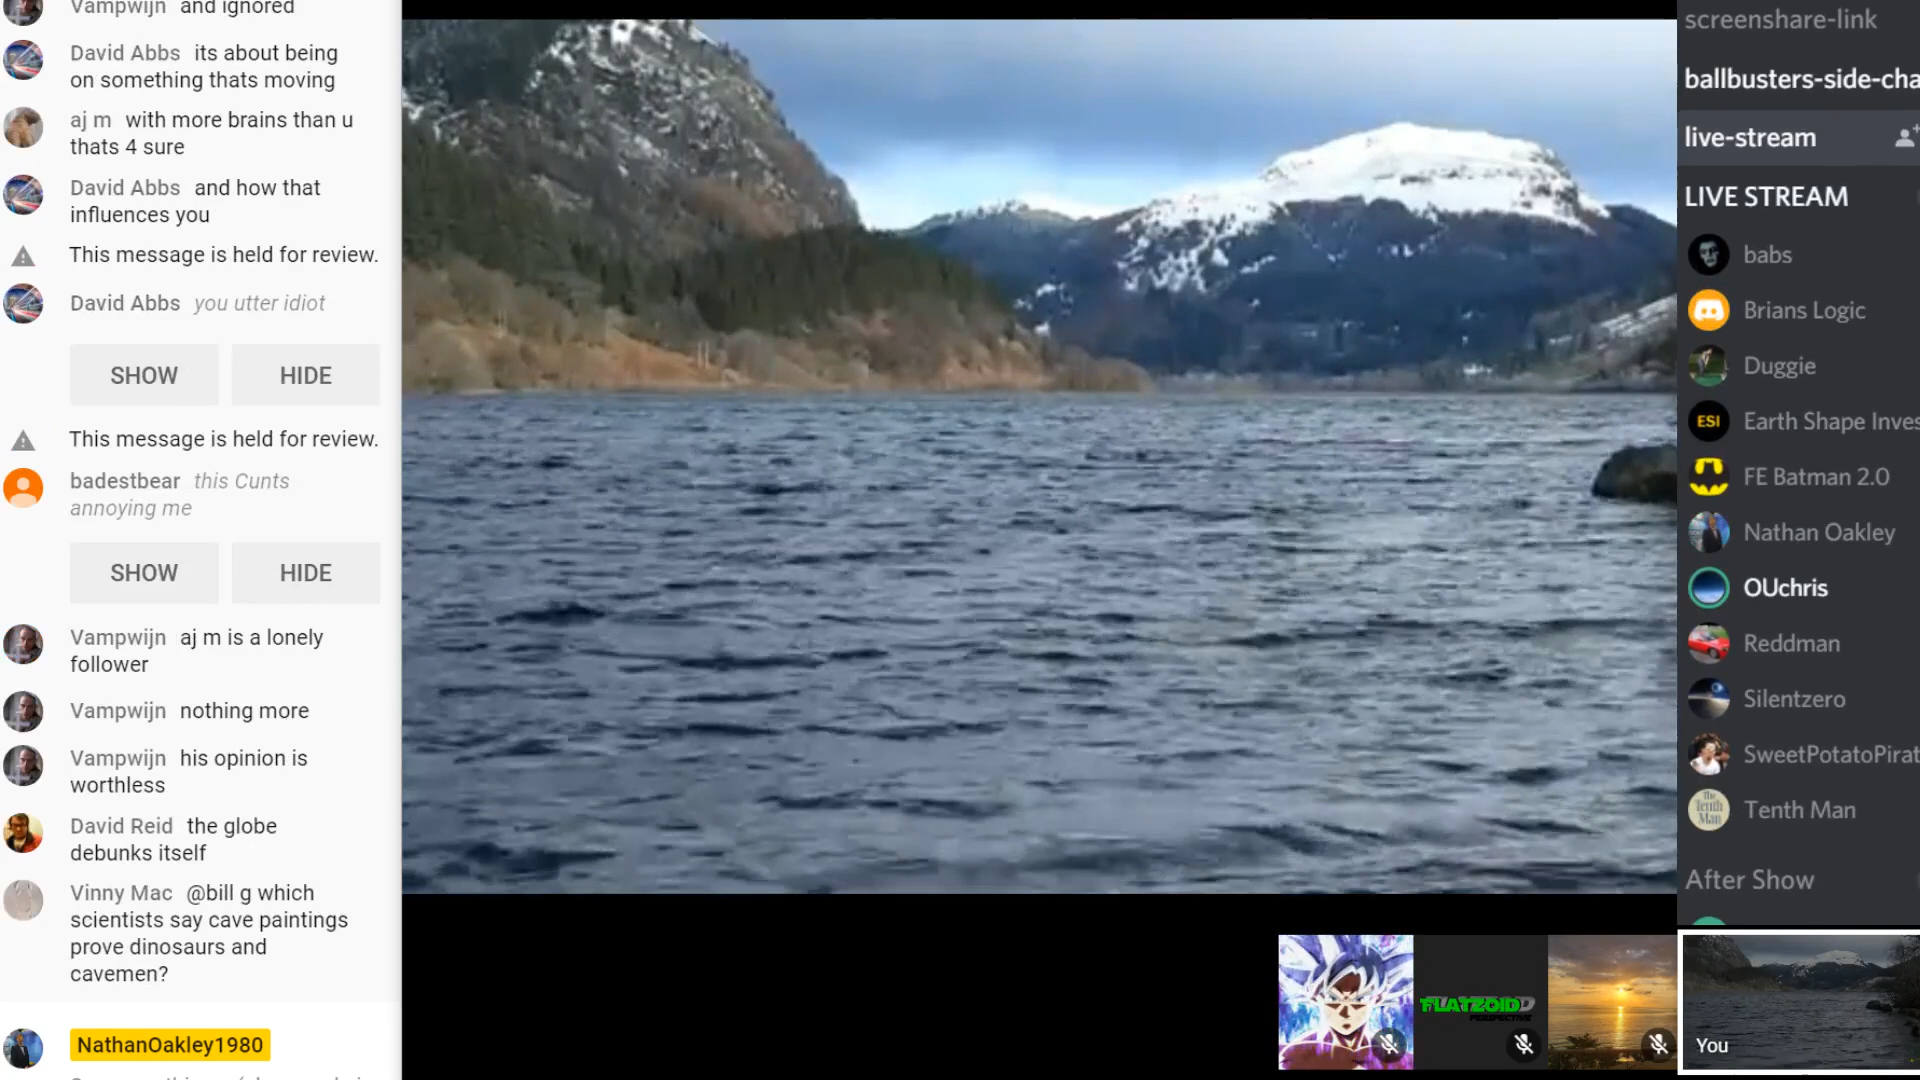 Vampwijn and ignored
David Abbs its about being
on something thats moving
aj m with more brains than u
thats 4 sure
David Abbs and how that
influences you
This message is held for review.
David Abbs you utter idiot
SHOW HIDE
This message is held for review.
badestbear this Cunts
annoying me
SHOW HIDE
Vampwijn aj m is a lonely
follower
Vampwijn nothing more
Vampwijn his opinion is
worthless
David Reid the globe
debunks itself
Vinny Mac @bill g which
scientists say cave paintings
prove dinosaurs and
cavemen?
NathanOakley1980
screenshare-link
ballbusters-side-cha
live-stream
LIVE STREAM
babs
Brians Logic
Duggie
ESI Earth Shape Inves
FE Batman 2.0
Nathan Oakley
OUchris
Reddman
Silentzero
SweetPotatoPirat
The Tenth Man Tenth Man
After Show
FLATZOID
PERSPECTIVE
You